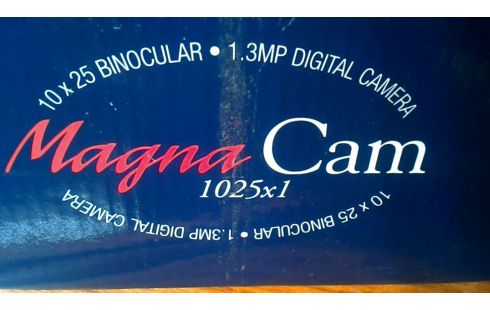 10 x 25 BINOCULAR • 1.3MP DIGITAL CAMERA
Magna Cam
1025x1
10 x 25 BINOCULAR • 1.3MP DIGITAL CAMERA